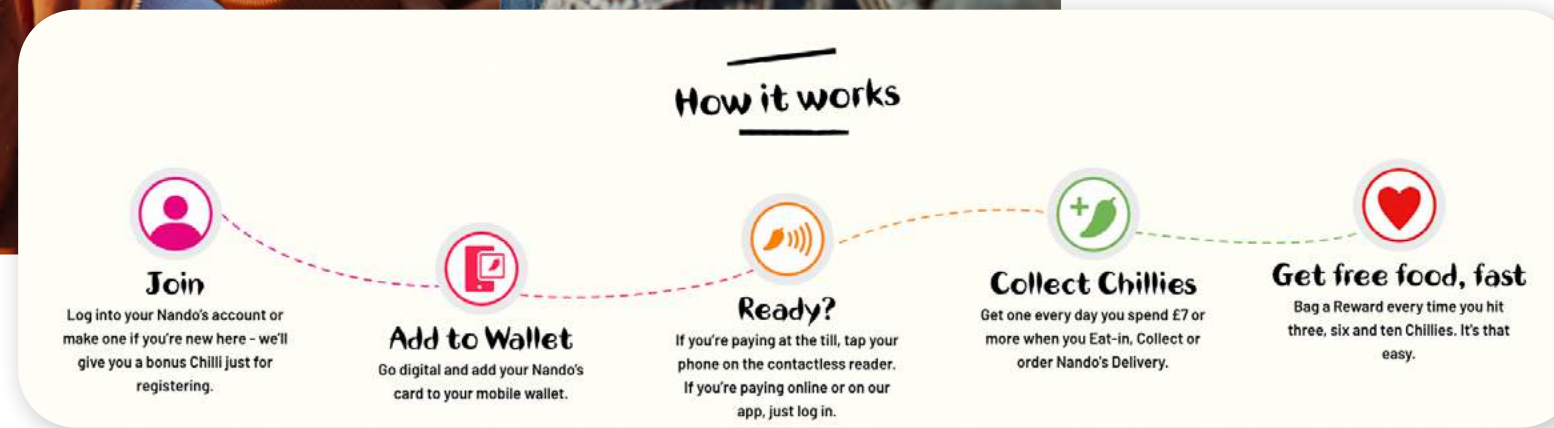 How it works
Join
Log into your Nando's account or
make one if you're new here - we'll
give you a bonus Chilli just for
registering.
Add to Wallet
Go digital and add your Nando's
card to your mobile wallet.
Ready?
If you're paying at the till, tap your
phone on the contactless reader.
If you're paying online or on our
app, just log in.
Collect Chillies
Get one every day you spend £7 or
more when you Eat-in, Collect or
order Nando's Delivery.
Get free food, fast
Bag a Reward every time you hit
three, six and ten Chillies. It's that
easy.